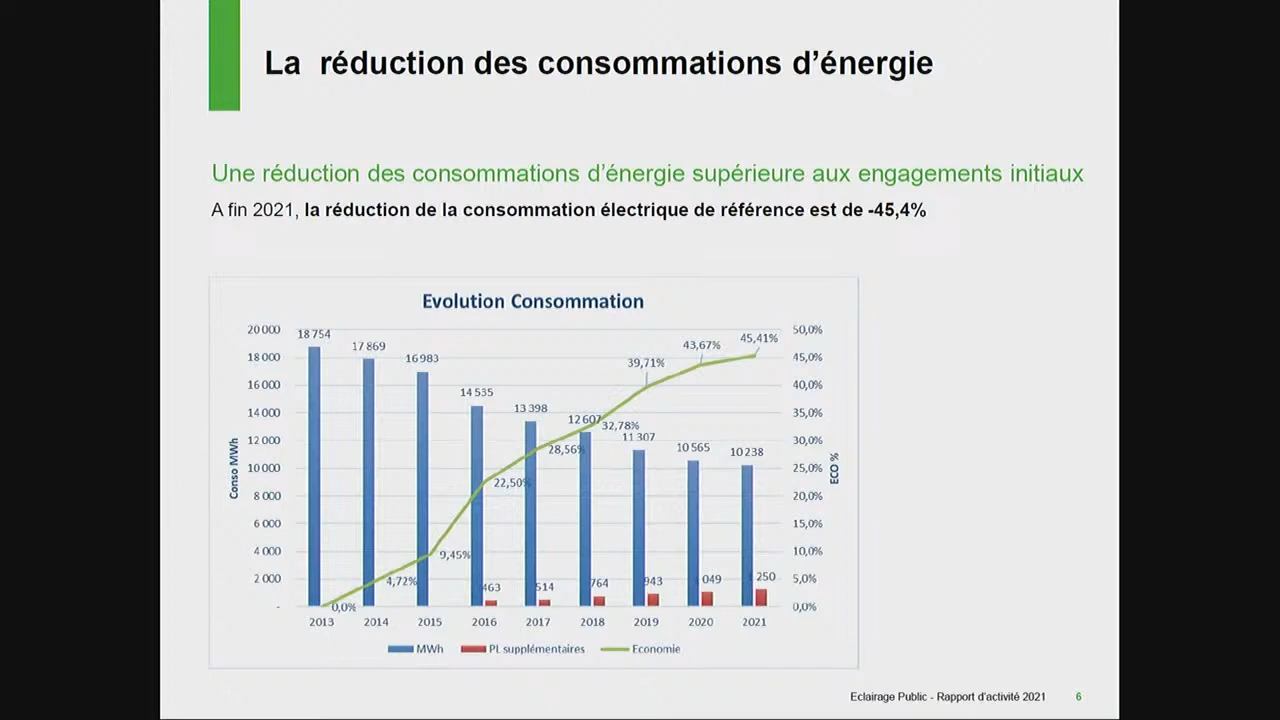 La réduction des consommations d'énergie
Une réduction des consommations d'énergie supérieure aux engagements initiaux
A fin 2021, la réduction de la consommation électrique de référence est de -45,4%
Evolution Consommation
20 000 18 754 50,0%
17 869 43,67% 45,41%
18 000 16 983 39,71% 45,0%
16 000 14 535 40,0%
14 000 13 398 12 607 32,78% 35,0%
12 000 28,56% 11 307 10 565 10 238 30,0%
10 000 22,50% 25,0%
8 000 20,0%
6 000 15,0%
4 000 9,45% 10,0%
2 000 4,72% 463 514 764 943 049 250 5,0%
- 0,0% 0,0%
Conso MWh
ECO %
2013 2014 2015 2016 2017 2018 2019 2020 2021
MWh PL supplémentaires Economie
Eclairage Public - Rapport d'activité 2021 6